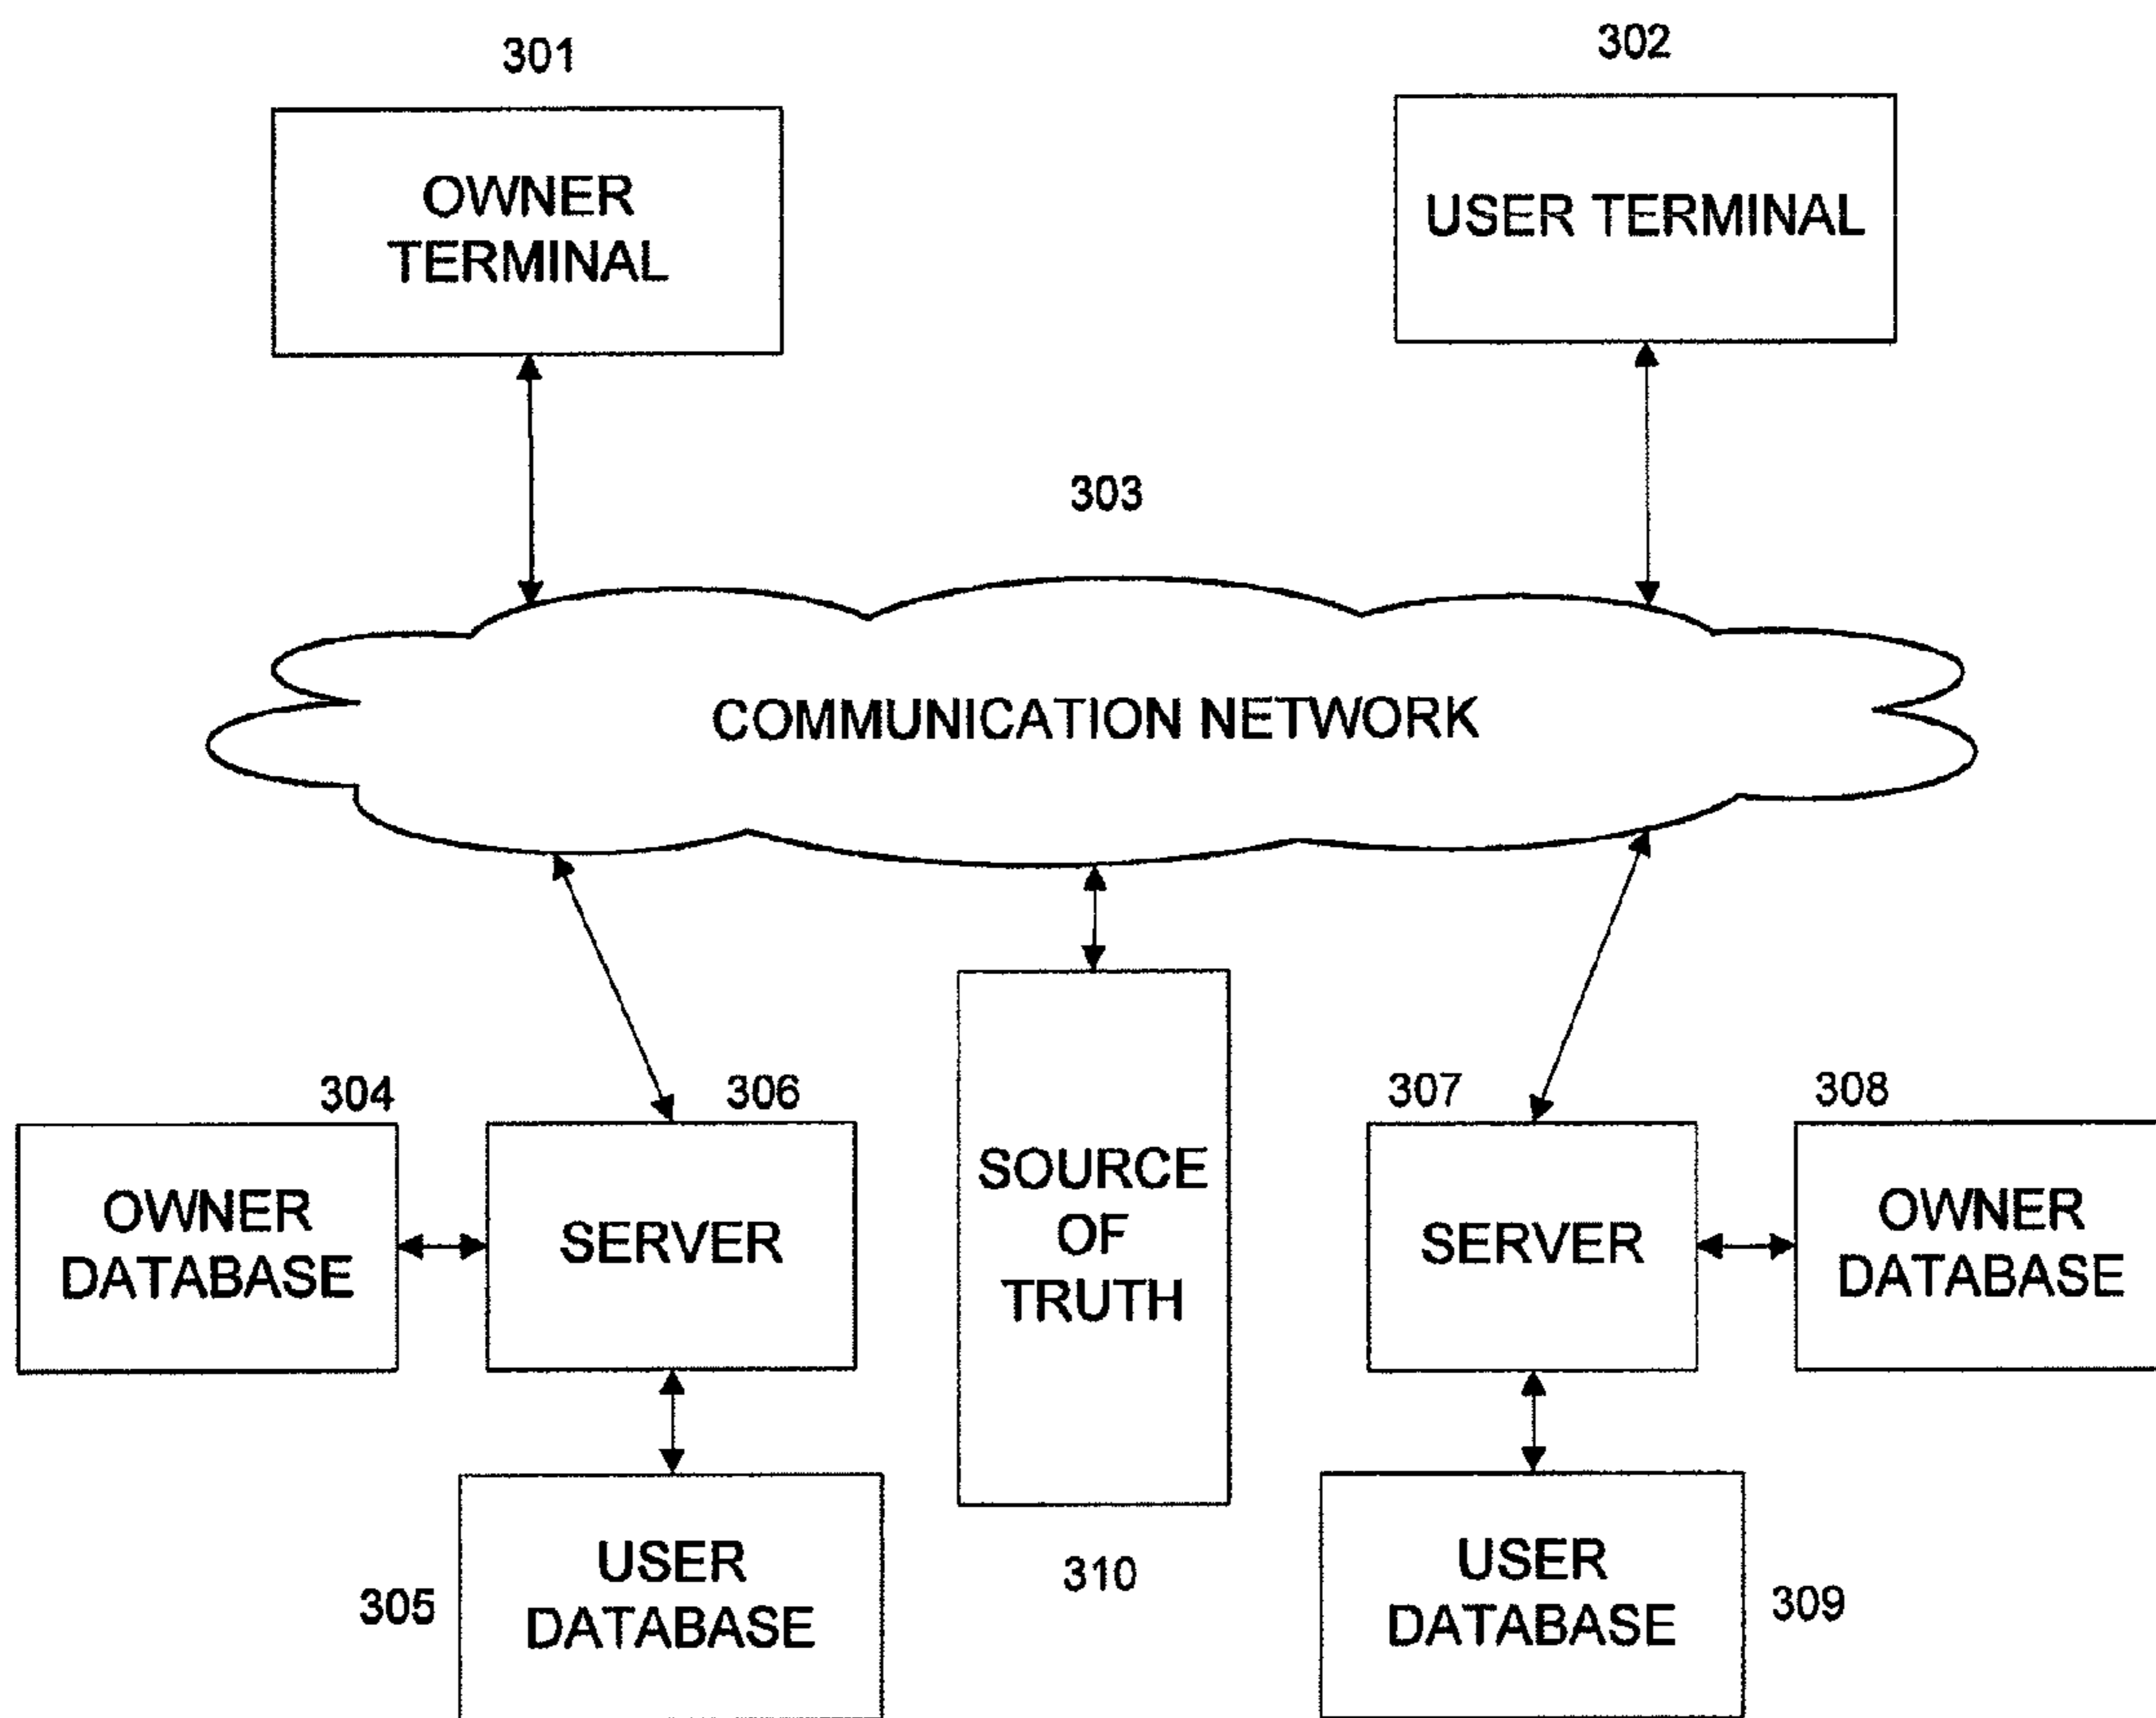 301
302
OWNER
TERMINAL
USER TERMINAL
303
COMMUNICATION NETWORK
304
306
307
308
OWNER
DATABASE
SERVER
SOURCE
OF
TRUTH
SERVER
OWNER
DATABASE
305
USER
DATABASE
310
USER
DATABASE
309